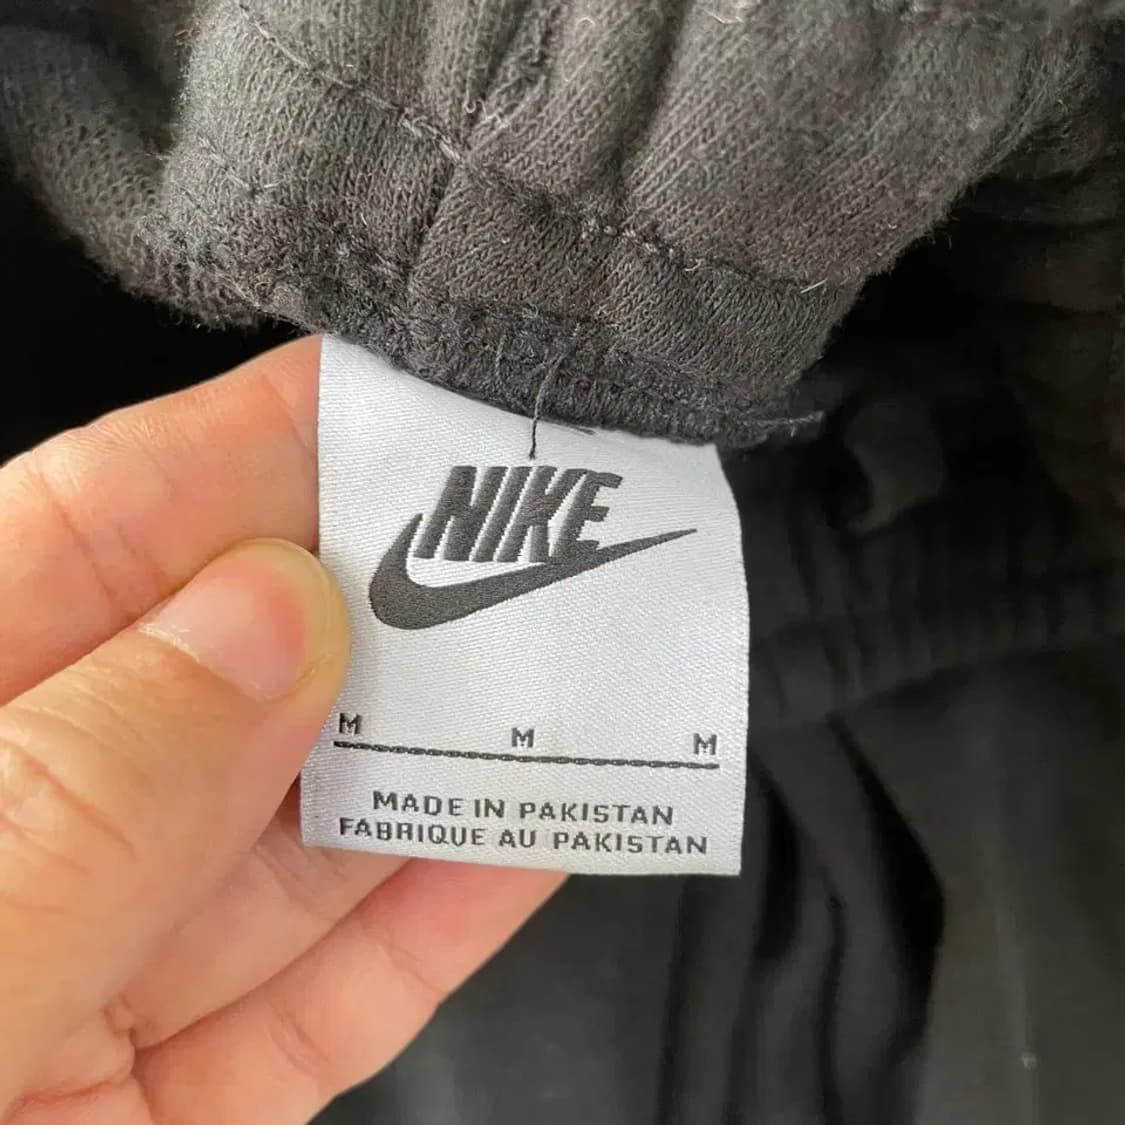 NIKE
M M M
MADE IN PAKISTAN
FABRIQUE AU PAKISTAN